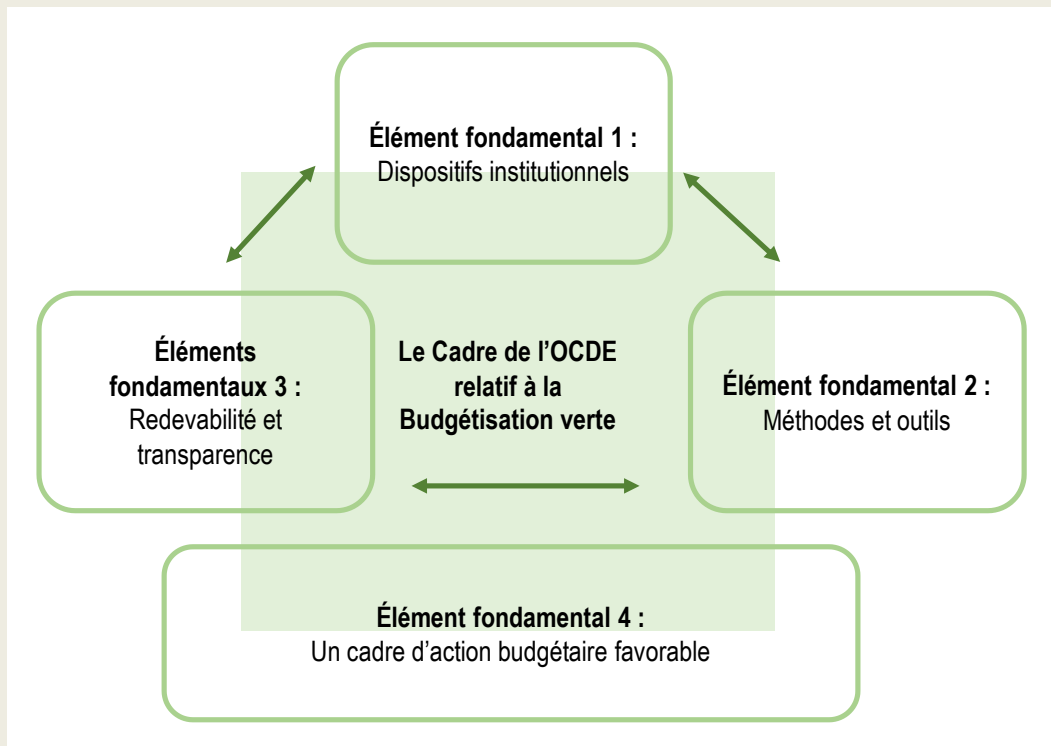 Élément fondamental 1 :
Dispositifs institutionnels
Éléments
fondamentaux 3 :
Redevabilité et
transparence
Le Cadre de l’OCDE
relatif à la
Budgétisation verte
Élément fondamental 2 :
Méthodes et outils
Élément fondamental 4 :
Un cadre d’action budgétaire favorable